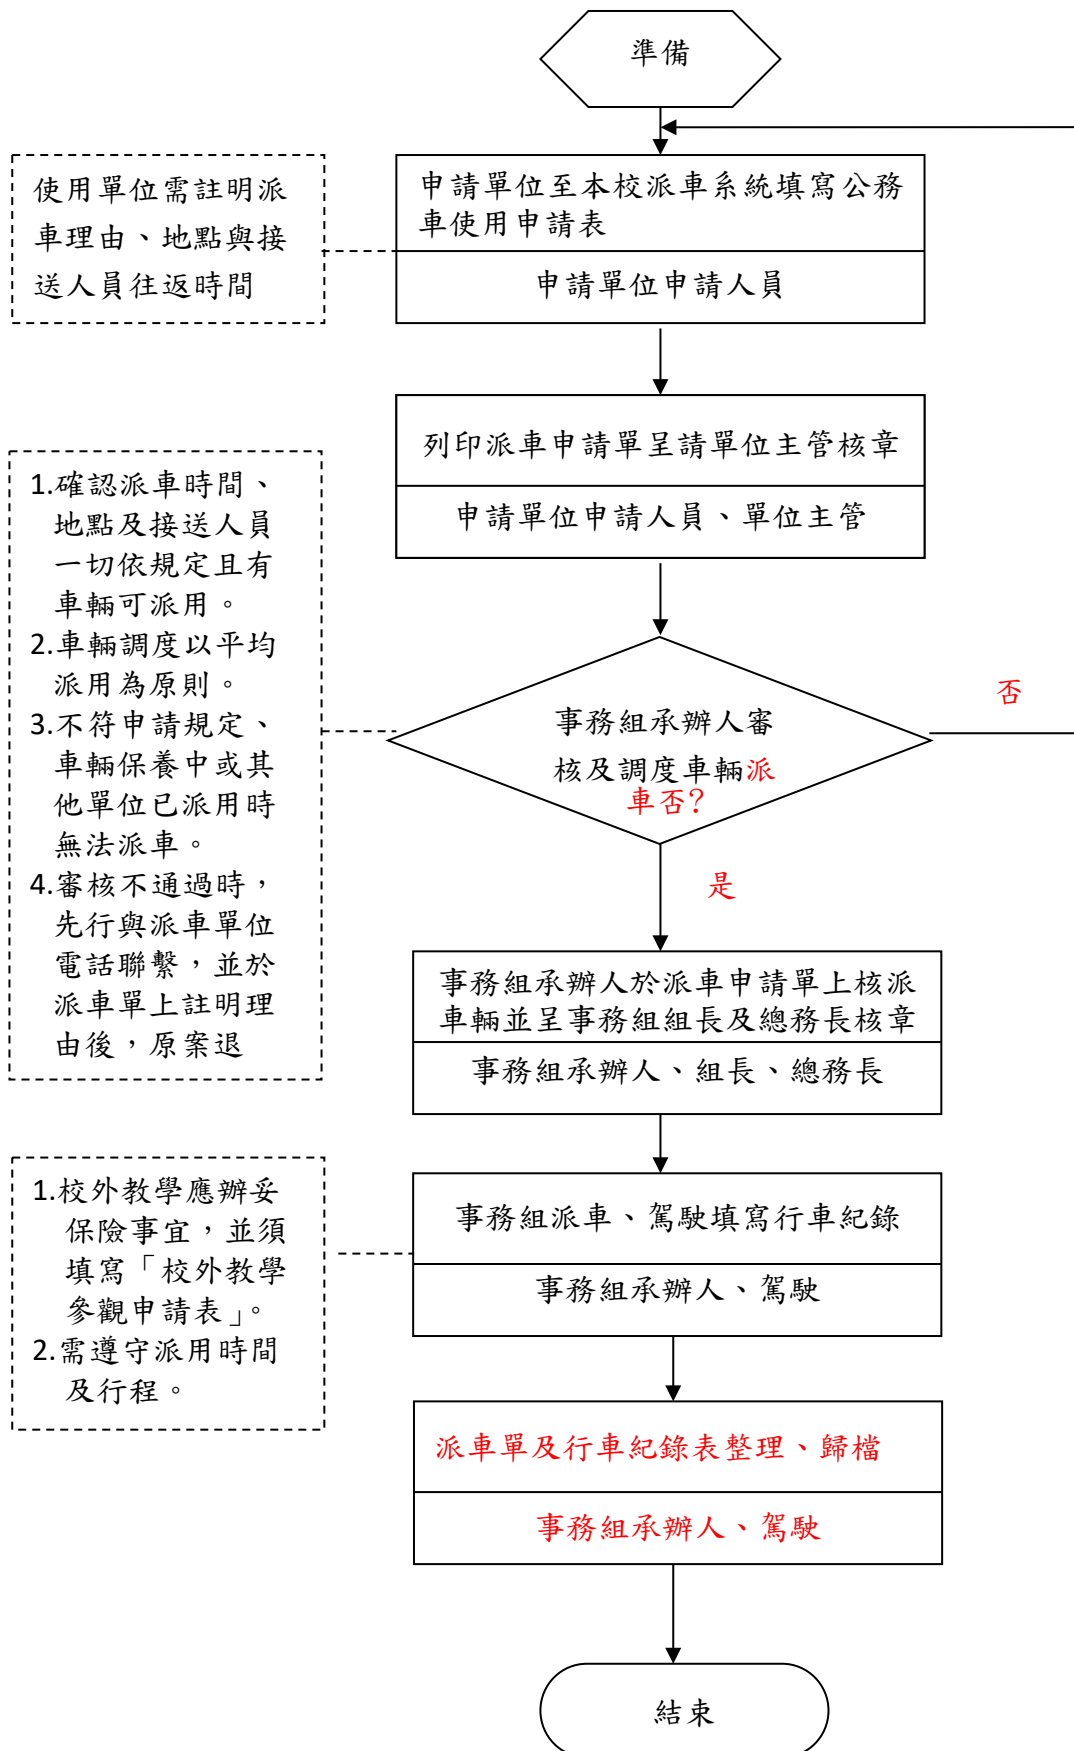 準備
使用單位需註明派
車理由、地點與接
送人員往返時間
申請單位至本校派車系統填寫公務
車使用申請表
申請單位申請人員
列印派車申請單呈請單位主管核章
申請單位申請人員、單位主管
1.確認派車時間、
地點及接送人員
一切依規定且有
車輛可派用。
2.車輛調度以平均
派用為原則。
3.不符申請規定、
車輛保養中或其
他單位已派用時
無法派車。
4.審核不通過時，
先行與派車單位
電話聯繫，並於
派車單上註明理
由後，原案退
事務組承辦人審
核及調度車輛派
車否?
否
是
事務組承辦人於派車申請單上核派
車輛並呈事務組組長及總務長核章
事務組承辦人、組長、總務長
1.校外教學應辦妥
保險事宜，並須
填寫「校外教學
參觀申請表」。
2.需遵守派用時間
及行程。
事務組派車、駕駛填寫行車紀錄
事務組承辦人、駕駛
派車單及行車紀錄表整理、歸檔
事務組承辦人、駕駛
結束